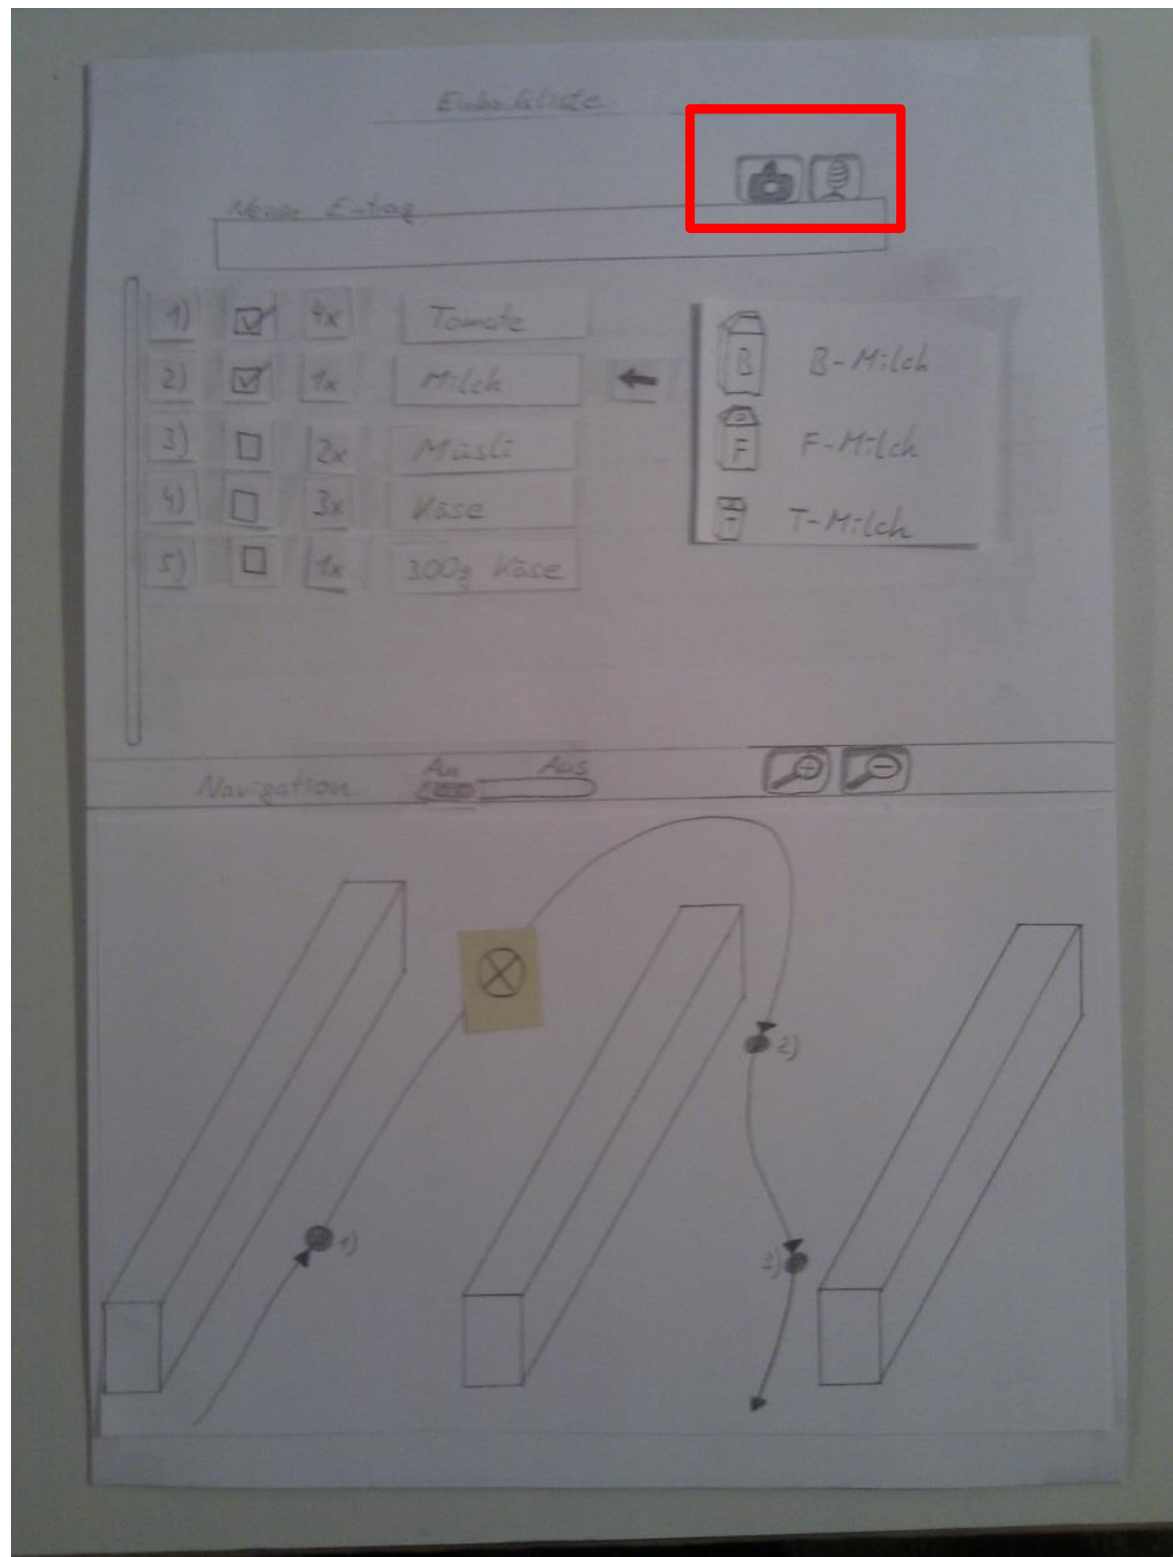 Einkaufsliste
Neuer Eintrag
1) 4x Tomate
2) 1x Milch
3) 2x Müsli
4) 3x Käse
5) 1x 300g Käse
B B-Milch
F F-Milch
T T-Milch
Navigation An Aus
2)
1)
3)